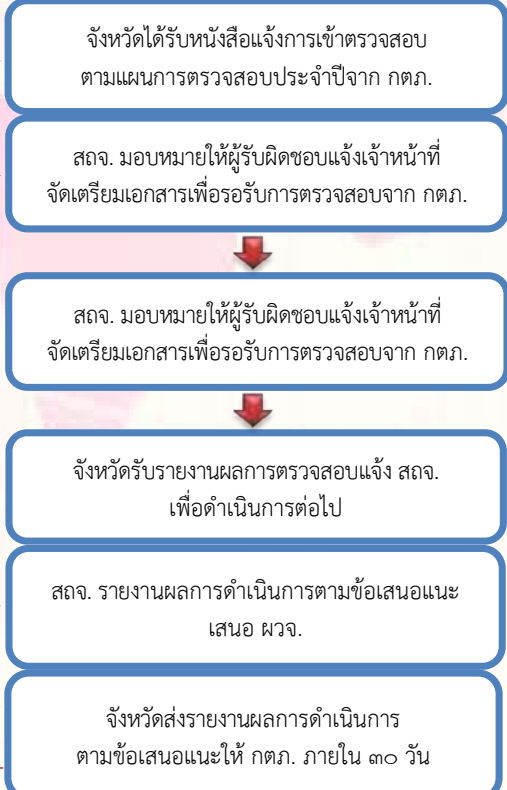 จังหวัดได้รับหนังสือแจ้งการเข้าตรวจสอบ
ตามแผนการตรวจสอบประจำปีจาก กตภ.
สถจ. มอบหมายให้ผู้รับผิดชอบแจ้งเจ้าหน้าที่
จัดเตรียมเอกสารเพื่อรอรับการตรวจสอบจาก กตภ.
สถจ. มอบหมายให้ผู้รับผิดชอบแจ้งเจ้าหน้าที่
จัดเตรียมเอกสารเพื่อรอรับการตรวจสอบจาก กตภ.
จังหวัดรับรายงานผลการตรวจสอบแจ้ง สถจ.
เพื่อดำเนินการต่อไป
สถจ. รายงานผลการดำเนินการตามข้อเสนอแนะ
เสนอ ผวจ.
จังหวัดส่งรายงานผลการดำเนินการ
ตามข้อเสนอแนะให้ กตภ. ภายใน ๓๐ วัน